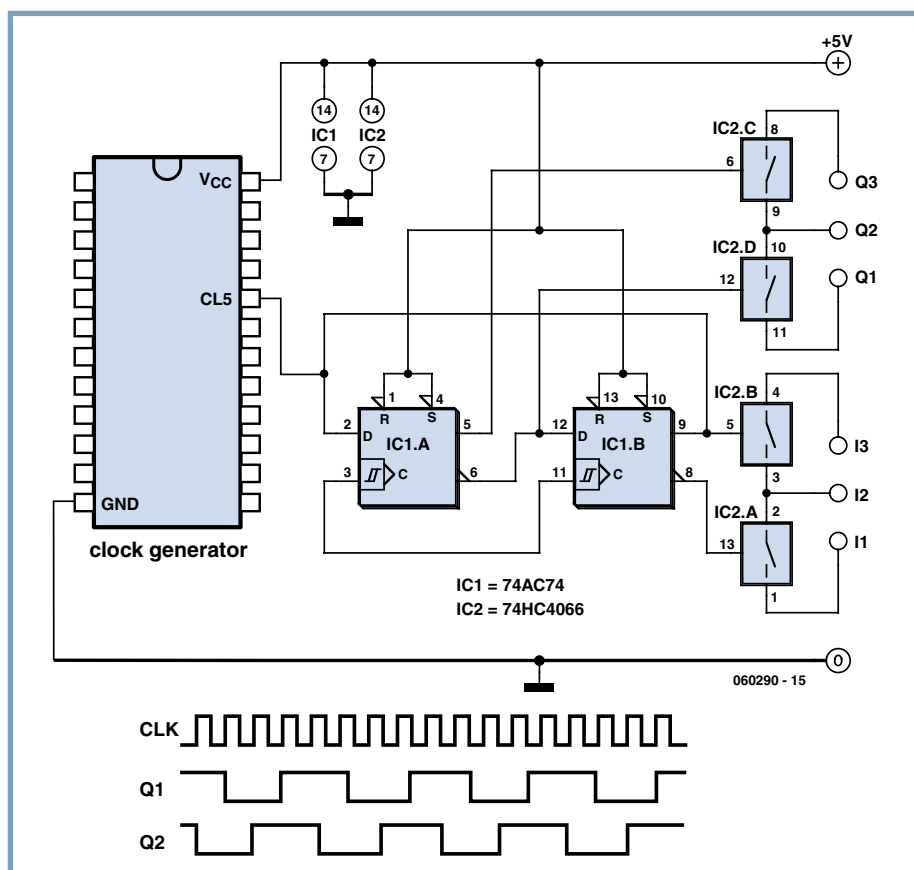 +5V
+
14 14
IC1 IC2
7 7
VCC
CL5
GND
clock generator
IC2.C 8
6
Q3
9
Q2
IC2.D 10
12
Q1
11
1 4
R S
2 D 5
IC1.A
3 C 6
13 10
R S
12 D 9
IC1.B
11 C 8
IC2.B 4
5
I3
3
I2
IC2.A 2
13
I1
1
IC1 = 74AC74
IC2 = 74HC4066
0
060290 - 15
CLK
Q1
Q2